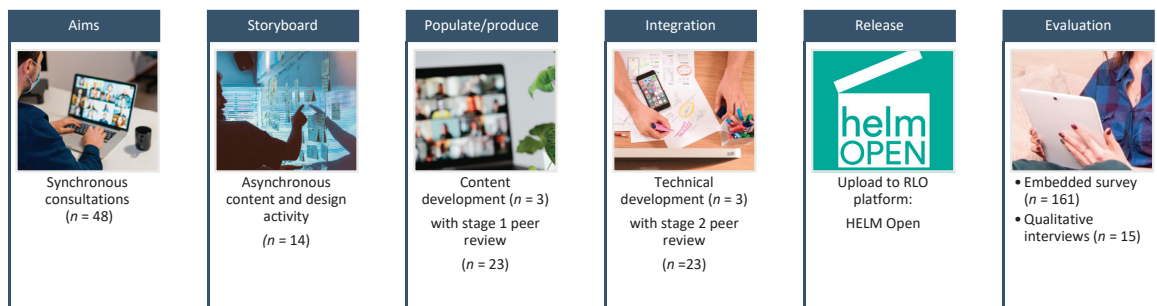 Aims
Synchronous
consultations
(n = 48)
Storyboard
Asynchronous
content and design
activity
(n = 14)
Populate/produce
Content
development (n = 3)
with stage 1 peer
review
(n = 23)
Integration
Technical
development (n = 3)
with stage 2 peer
review
(n =23)
Release
helm
OPEN
Upload to RLO
platform:
HELM Open
Evaluation
• Embedded survey
(n = 161)
• Qualitative
interviews (n = 15)